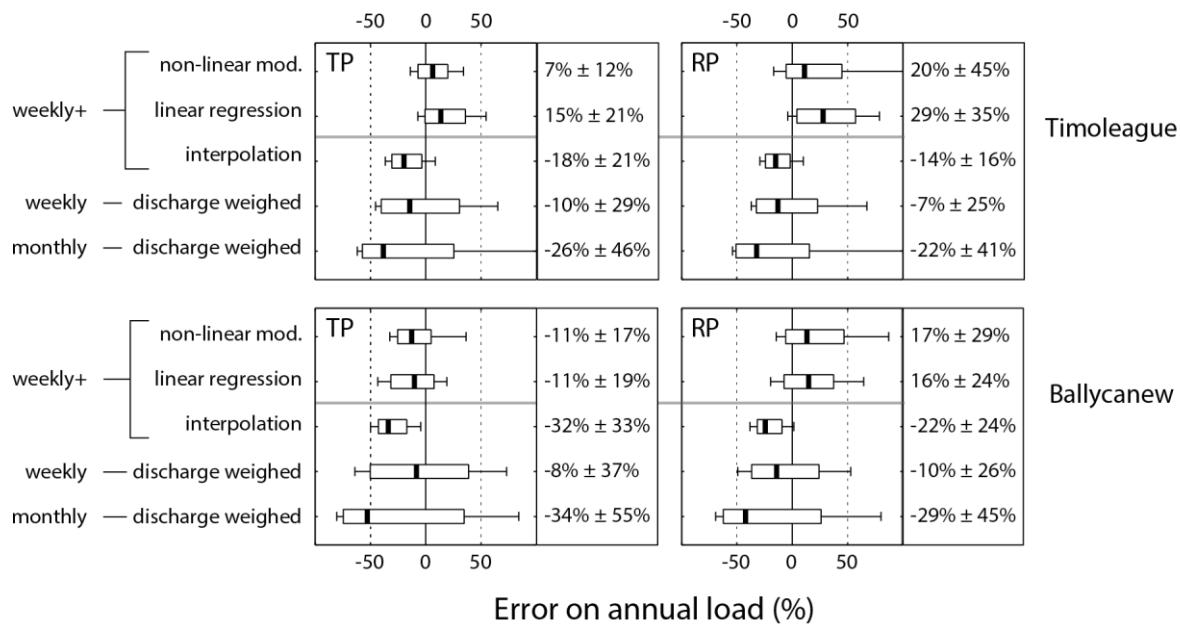 -50 0 50 -50 0 50
TP RP
non-linear mod. 7% ± 12% 20% ± 45%
weekly+ linear regression 15% ± 21% 29% ± 35% Timoleague
interpolation -18% ± 21% -14% ± 16%
weekly — discharge weighed -10% ± 29% -7% ± 25%
monthly — discharge weighed -26% ± 46% -22% ± 41%
TP RP
non-linear mod. -11% ± 17% 17% ± 29%
weekly+ linear regression -11% ± 19% 16% ± 24% Ballycanew
interpolation -32% ± 33% -22% ± 24%
weekly — discharge weighed -8% ± 37% -10% ± 26%
monthly — discharge weighed -34% ± 55% -29% ± 45%
-50 0 50 -50 0 50
Error on annual load (%)